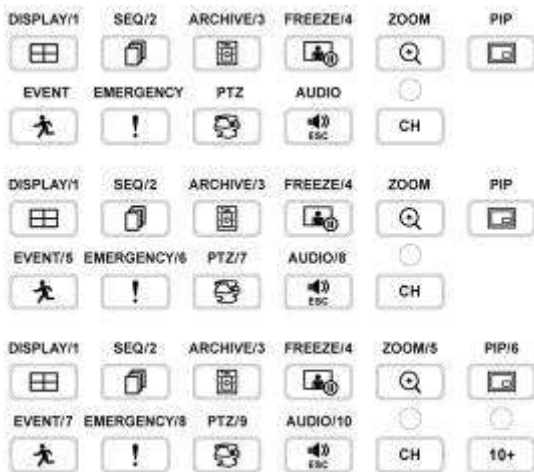 DISPLAY/1 SEQ/2 ARCHIVE/3 FREEZE/4 ZOOM PIP
EVENT EMERGENCY PTZ AUDIO
! ESC CH
DISPLAY/1 SEQ/2 ARCHIVE/3 FREEZE/4 ZOOM PIP
EVENT/5 EMERGENCY/6 PTZ/7 AUDIO/8
! ESC CH
DISPLAY/1 SEQ/2 ARCHIVE/3 FREEZE/4 ZOOM/5 PIP/6
EVENT/7 EMERGENCY/8 PTZ/9 AUDIO/10
! ESC CH 10+